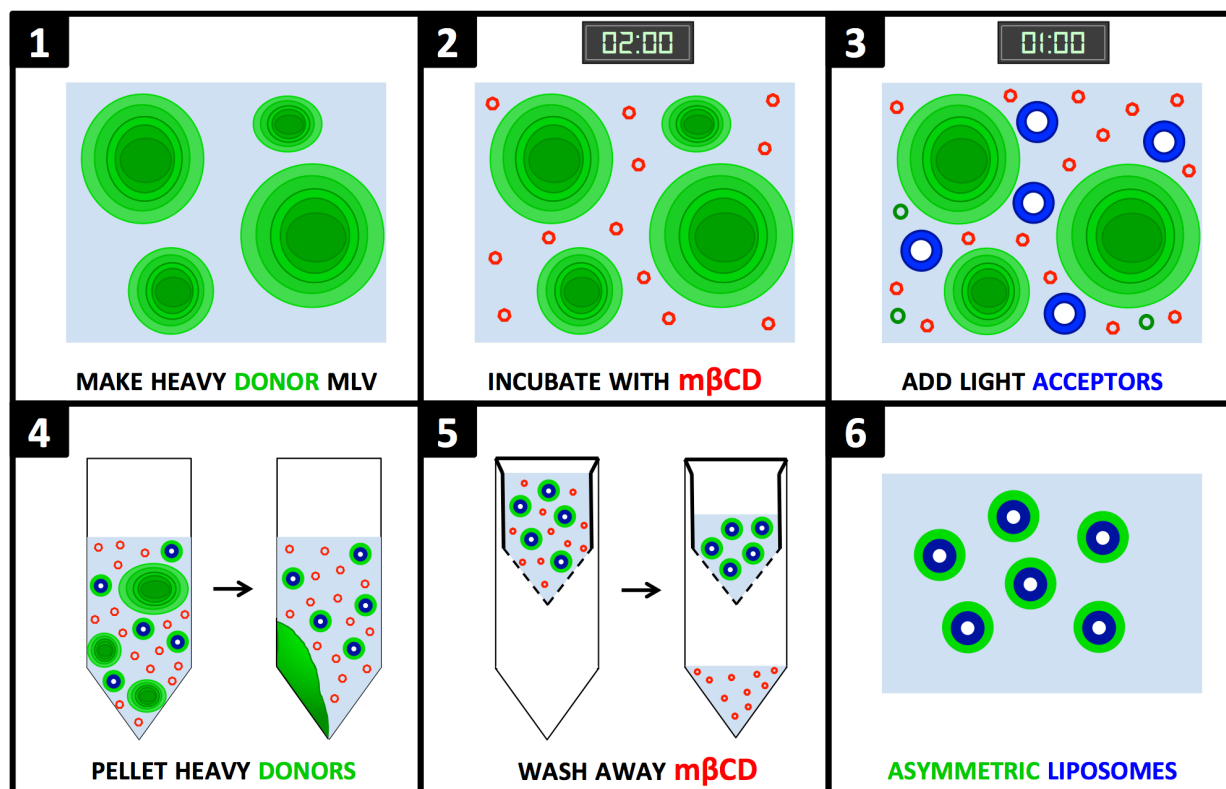 1
MAKE HEAVY DONOR MLV
2
02:00
INCUBATE WITH mβCD
3
01:00
ADD LIGHT ACCEPTORS
4
PELLET HEAVY DONORS
5
WASH AWAY mβCD
6
ASYMMETRIC LIPOSOMES